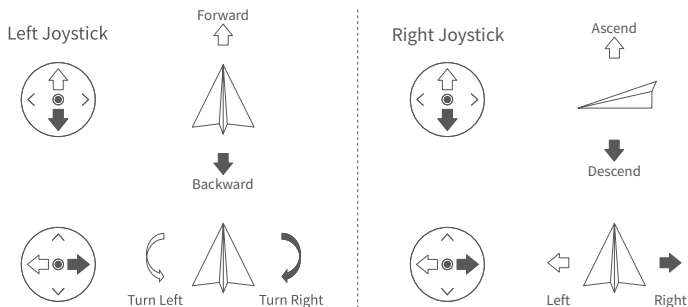 Left Joystick
Forward
Backward
Turn Left
Turn Right
Right Joystick
Ascend
Descend
Left
Right